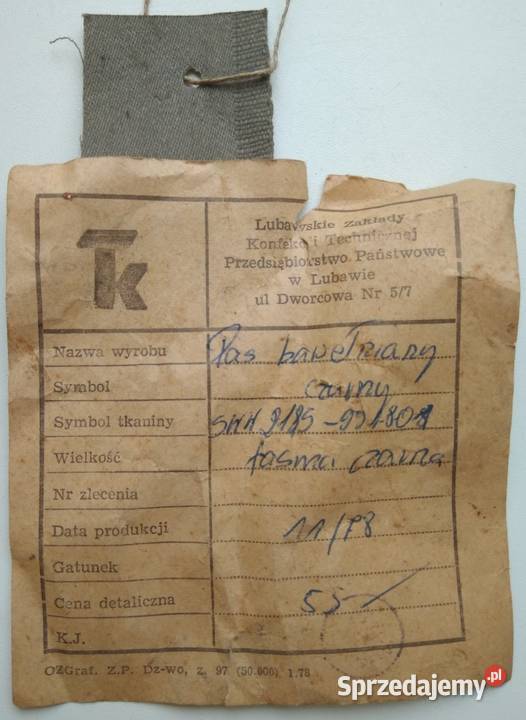 Tk
Lubawskie Zakłady
Konfekcji Technicznej
Przedsiębiorstwo Państwowe
w Lubawie
ul Dworcowa Nr 5/7
Nazwa wyrobu Pas bawełniany
Symbol czarny
Symbol tkaniny SWW
Wielkość taśma czarna
Nr zlecenia
Data produkcji 11/78
Gatunek
Cena detaliczna 55-
K.J.
OZGraf. Z.P. Dz-wo, z. 97 (50.000) 1.78
Sprzedajemy.pl